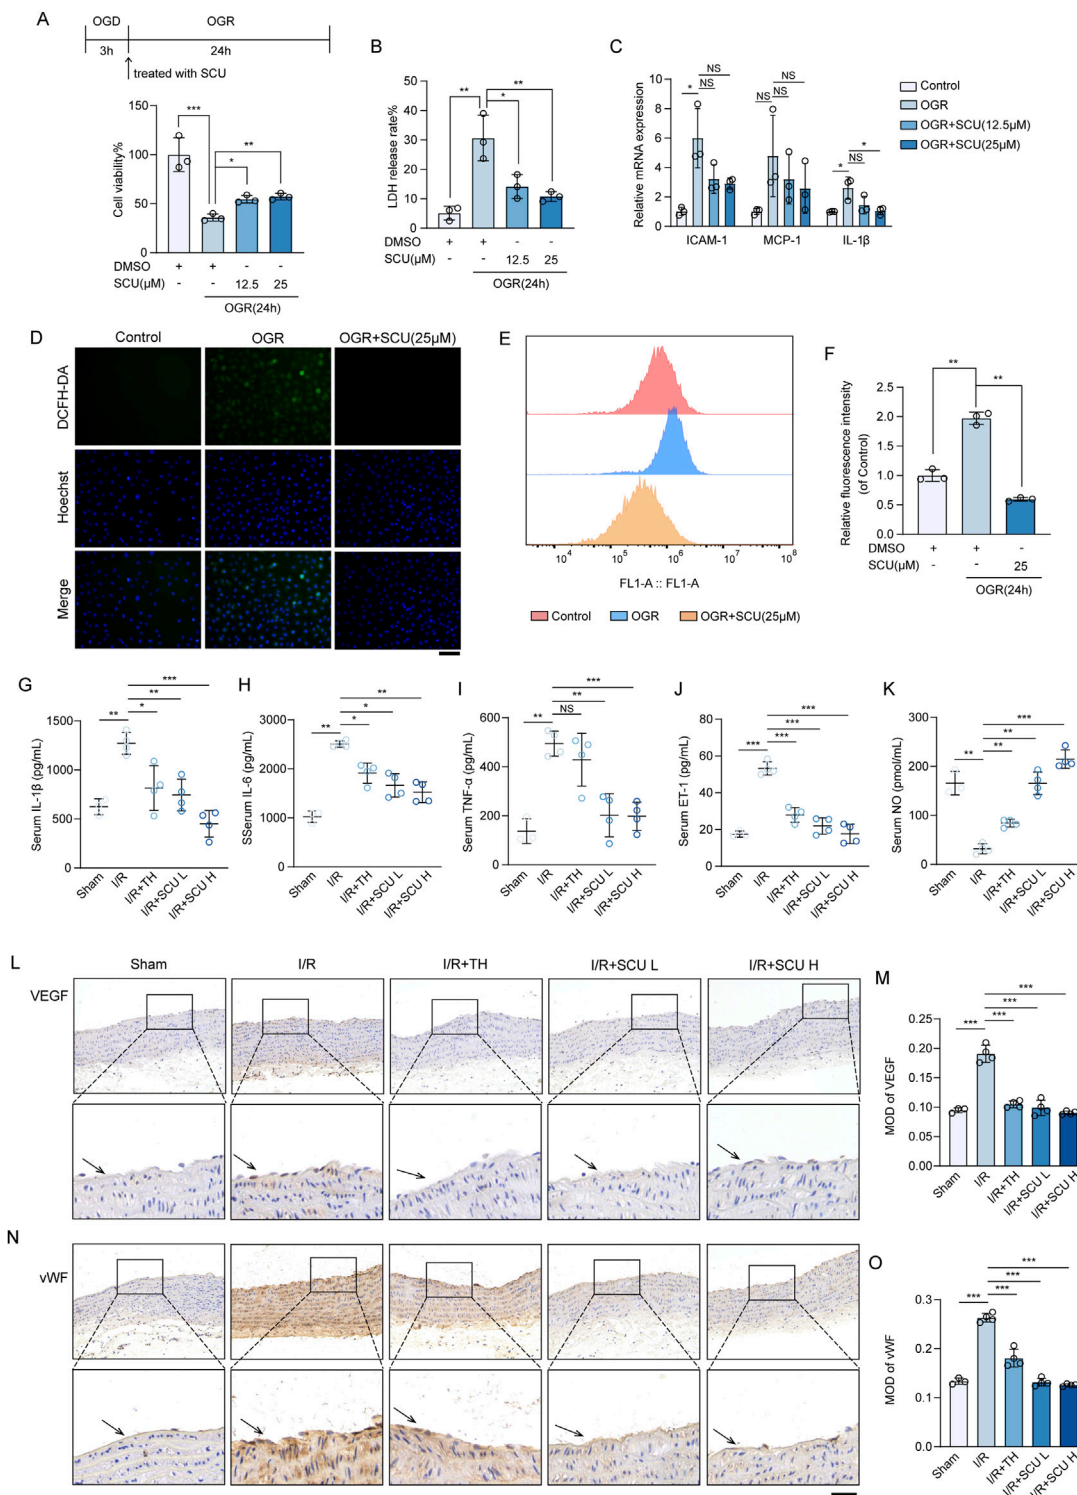 A
OGD
OGR
3h
24h
treated with SCU
Cell viability%
150
100
50
0
***
*
**
DMSO
+
+
-
-
SCU(μM)
-
-
12.5
25
OGR(24h)
B
LDH release rate%
50
40
30
20
10
0
**
*
**
DMSO
+
+
-
-
SCU(μM)
-
-
12.5
25
OGR(24h)
C
Relative mRNA expression
10
8
6
4
2
0
*
NS
NS
NS
NS
NS
*
NS
*
ICAM-1
MCP-1
IL-1β
Control
OGR
OGR+SCU(12.5μM)
OGR+SCU(25μM)
D
Control
OGR
OGR+SCU(25μM)
DCFH-DA
Hoechst
Merge
E
10^4
10^5
10^6
10^7
10^8
FL1-A :: FL1-A
Control
OGR
OGR+SCU(25μM)
F
Relative fluorescence intensity
(of Control)
2.5
2.0
1.5
1.0
0.5
0.0
**
**
DMSO
+
+
-
SCU(μM)
-
-
25
OGR(24h)
G
Serum IL-1β (pg/mL)
1500
1000
500
0
**
*
**
***
Sham
I/R
I/R+TH
I/R+SCU L
I/R+SCU H
H
SSerum IL-6 (pg/mL)
3000
2000
1000
0
**
*
*
**
Sham
I/R
I/R+TH
I/R+SCU L
I/R+SCU H
I
Serum TNF-α (pg/mL)
600
400
200
0
**
NS
**
***
Sham
I/R
I/R+TH
I/R+SCU L
I/R+SCU H
J
Serum ET-1 (pg/mL)
80
60
40
20
0
***
***
***
***
Sham
I/R
I/R+TH
I/R+SCU L
I/R+SCU H
K
Serum NO (pmol/mL)
300
200
100
0
**
**
**
***
Sham
I/R
I/R+TH
I/R+SCU L
I/R+SCU H
L
Sham
I/R
I/R+TH
I/R+SCU L
I/R+SCU H
VEGF
M
MOD of VEGF
0.25
0.20
0.15
0.10
0.05
0.00
***
***
***
***
Sham
I/R
I/R+TH
I/R+SCU L
I/R+SCU H
N
vWF
O
MOD of vWF
0.3
0.2
0.1
0.0
***
***
***
***
Sham
I/R
I/R+TH
I/R+SCU L
I/R+SCU H